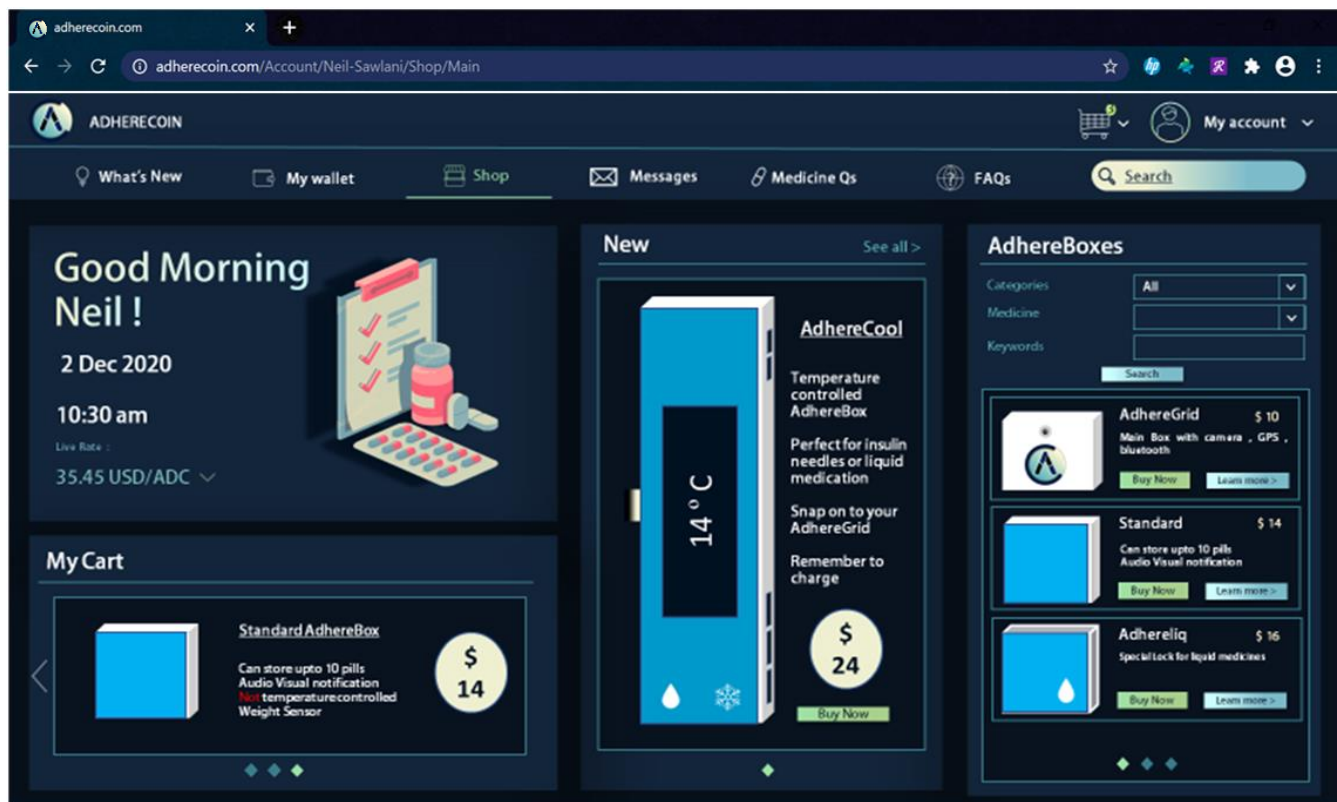 adherecoin.com
adherecoin.com/Account/Neil-Sawlani/Shop/Main
ADHERECOIN
My account
What's New
My wallet
Shop
Messages
Medicine Qs
FAQs
Search
Good Morning
Neil !
2 Dec 2020
10:30 am
Live Rate :
35.45 USD/ADC
My Cart
Standard AdhereBox
Can store upto 10 pills
Audio Visual notification
Not temperature controlled
Weight Sensor
$
14
New
See all >
14° C
AdhereCool
Temperature
controlled
AdhereBox
Perfect for insulin
needles or liquid
medication
Snap on to your
AdhereGrid
Remember to
charge
$
24
Buy Now
AdhereBoxes
Categories
All
Medicine
Keywords
Search
AdhereGrid
$ 10
Main Box with camera , GPS ,
bluetooth
Buy Now
Learn more >
Standard
$ 14
Can store upto 10 pills
Audio Visual notification
Buy Now
Learn more >
Adhereliq
$ 16
Special Lock for liquid medicines
Buy Now
Learn more >